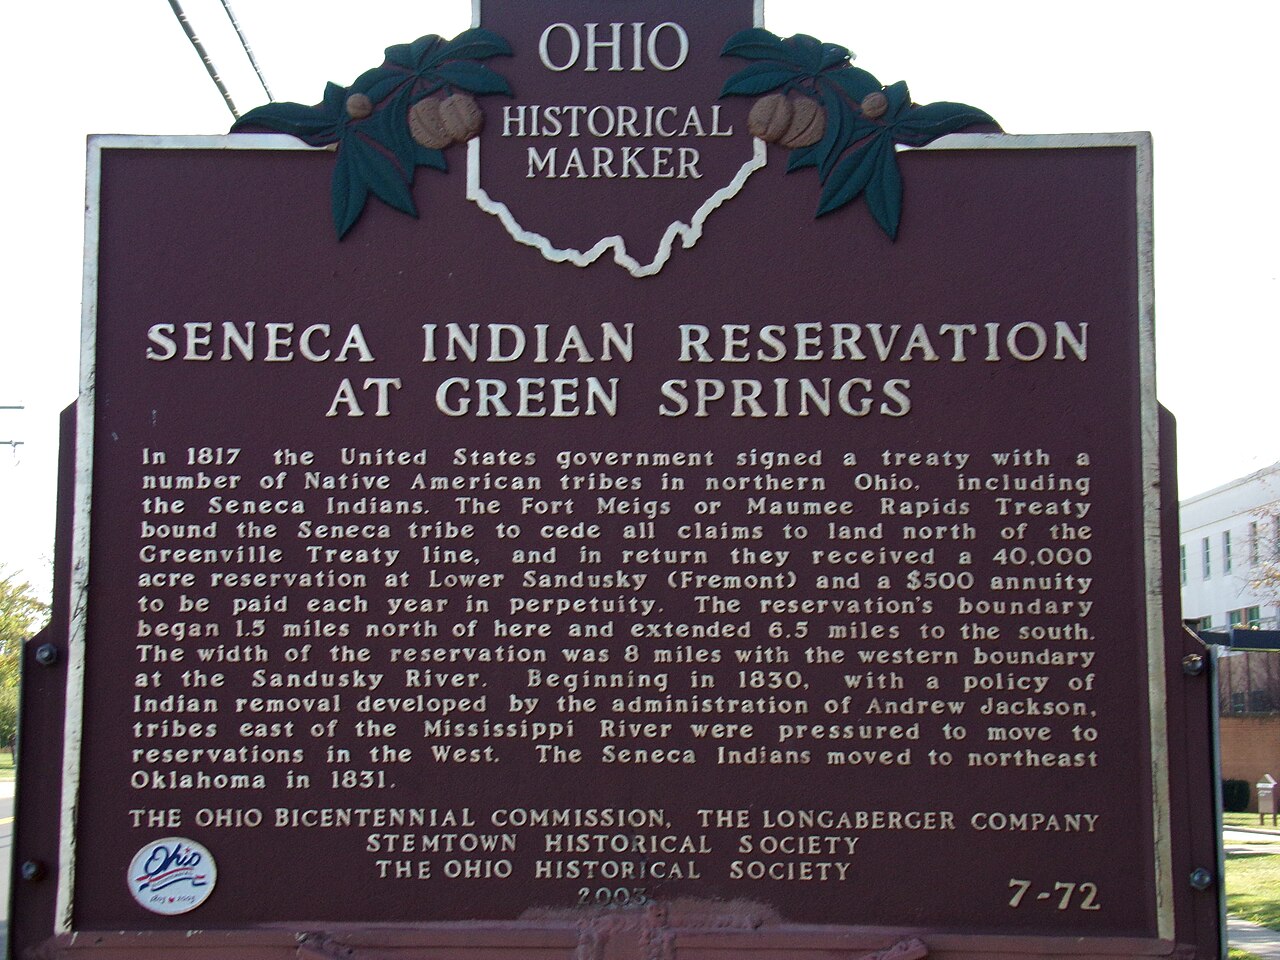 OHIO
HISTORICAL
MARKER
SENECA INDIAN RESERVATION
AT GREEN SPRINGS
In 1817 the United States government signed a treaty with a
number of Native American tribes in northern Ohio, including
the Seneca Indians. The Fort Meigs or Maumee Rapids Treaty
bound the Seneca tribe to cede all claims to land north of the
Greenville Treaty line, and in return they received a 40,000
acre reservation at Lower Sandusky (Fremont) and a $500 annuity
to be paid each year in perpetuity. The reservation's boundary
began 1.5 miles north of here and extended 6.5 miles to the south.
The width of the reservation was 8 miles with the western boundary
at the Sandusky River. Beginning in 1830, with a policy of
Indian removal developed by the administration of Andrew Jackson,
tribes east of the Mississippi River were pressured to move to
reservations in the West. The Seneca Indians moved to northeast
Oklahoma in 1831.
THE OHIO BICENTENNIAL COMMISSION, THE LONGABERGER COMPANY
STEMTOWN HISTORICAL SOCIETY
THE OHIO HISTORICAL SOCIETY
2003
7-72
Ohio
1803 2003